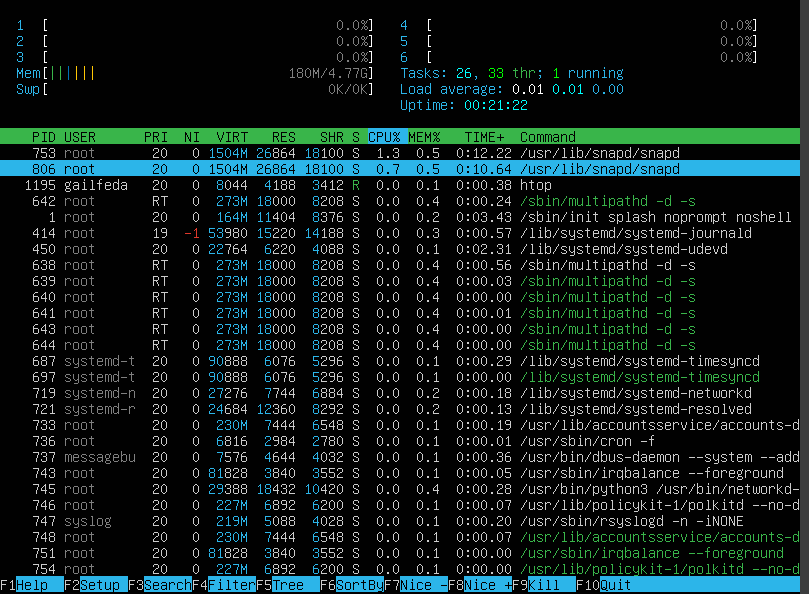 1 [ 0.0%] 4 [ 0.0%]
2 [ 0.0%] 5 [ 0.0%]
3 [ 0.0%] 6 [ 0.0%]
Mem[|||||| 180M/4.77G] Tasks: 26, 33 thr; 1 running
Swp[ 0K/0K] Load average: 0.01 0.01 0.00
Uptime: 00:21:22
PID USER PRI NI VIRT RES SHR S CPU% MEM% TIME+ Command
753 root 20 0 1504M 26864 18100 S 1.3 0.5 0:12.22 /usr/lib/snapd/snapd
806 root 20 0 1504M 26864 18100 S 0.7 0.5 0:10.64 /usr/lib/snapd/snapd
1195 gailfeda 20 0 8044 4188 3412 R 0.0 0.1 0:00.38 htop
642 root RT 0 273M 18000 8208 S 0.0 0.4 0:00.24 /sbin/multipathd -d -s
1 root 20 0 164M 11404 8376 S 0.0 0.2 0:03.43 /sbin/init splash noprompt noshell
414 root 19 -1 53980 15220 14188 S 0.0 0.3 0:00.57 /lib/systemd/systemd-journald
450 root 20 0 22764 6220 4088 S 0.0 0.1 0:02.31 /lib/systemd/systemd-udevd
638 root RT 0 273M 18000 8208 S 0.0 0.4 0:00.56 /sbin/multipathd -d -s
639 root RT 0 273M 18000 8208 S 0.0 0.4 0:00.03 /sbin/multipathd -d -s
640 root RT 0 273M 18000 8208 S 0.0 0.4 0:00.00 /sbin/multipathd -d -s
641 root RT 0 273M 18000 8208 S 0.0 0.4 0:00.01 /sbin/multipathd -d -s
643 root RT 0 273M 18000 8208 S 0.0 0.4 0:00.00 /sbin/multipathd -d -s
644 root RT 0 273M 18000 8208 S 0.0 0.4 0:00.00 /sbin/multipathd -d -s
687 systemd-t 20 0 90888 6076 5296 S 0.0 0.1 0:00.29 /lib/systemd/systemd-timesyncd
697 systemd-t 20 0 90888 6076 5296 S 0.0 0.1 0:00.00 /lib/systemd/systemd-timesyncd
719 systemd-n 20 0 27276 7744 6884 S 0.0 0.2 0:00.18 /lib/systemd/systemd-networkd
721 systemd-r 20 0 24684 12360 8292 S 0.0 0.2 0:00.13 /lib/systemd/systemd-resolved
733 root 20 0 230M 7444 6548 S 0.0 0.1 0:00.19 /usr/lib/accountsservice/accounts-d
736 root 20 0 6816 2984 2780 S 0.0 0.1 0:00.01 /usr/sbin/cron -f
737 messagebu 20 0 7576 4644 4032 S 0.0 0.1 0:00.36 /usr/bin/dbus-daemon --system --add
743 root 20 0 81828 3840 3552 S 0.0 0.1 0:00.05 /usr/sbin/irqbalance --foreground
745 root 20 0 29388 18432 10420 S 0.0 0.4 0:00.28 /usr/bin/python3 /usr/bin/networkd-
746 root 20 0 227M 6892 6200 S 0.0 0.1 0:00.10 /usr/lib/policykit-1/polkitd --no-d
747 syslog 20 0 219M 5088 4028 S 0.0 0.1 0:00.20 /usr/sbin/rsyslogd -n -iNONE
748 root 20 0 230M 7444 6548 S 0.0 0.1 0:00.07 /usr/lib/accountsservice/accounts-d
751 root 20 0 81828 3840 3552 S 0.0 0.1 0:00.00 /usr/sbin/irqbalance --foreground
754 root 20 0 227M 6892 6200 S 0.0 0.1 0:00.00 /usr/lib/policykit-1/polkitd --no-d
F1Help F2Setup F3SearchF4FilterF5Tree F6SortByF7Nice -F8Nice +F9Kill F10Quit